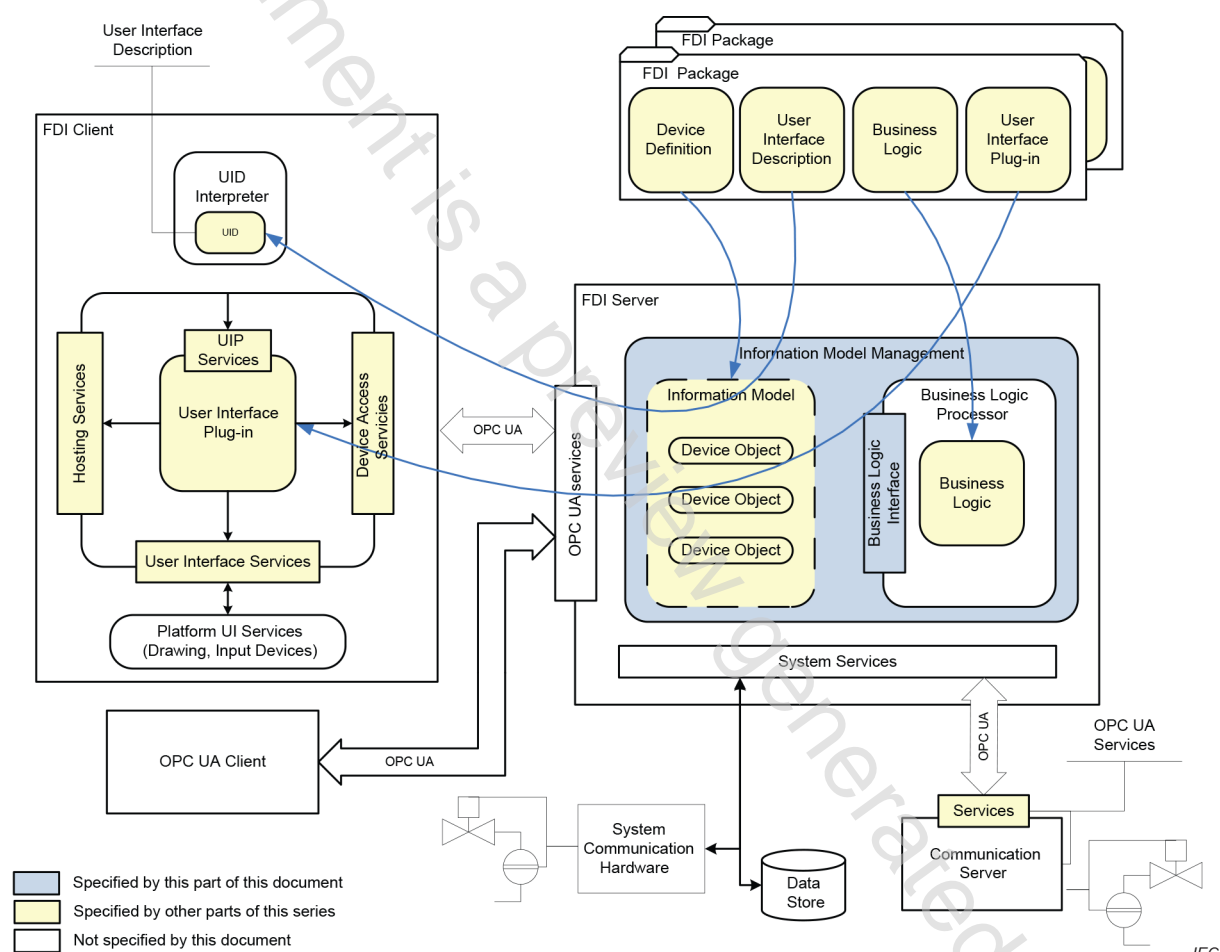 User Interface
Description
FDI Package
FDI Package
Device
Definition
User
Interface
Description
Business
Logic
User
Interface
Plug-in
FDI Client
UID
Interpreter
UID
UIP
Services
Hosting Services
User Interface
Plug-in
Device Access
Servicies
User Interface Services
Platform UI Services
(Drawing, Input Devices)
OPC UA
OPC UA services
FDI Server
Information Model Management
Information Model
Device Object
Device Object
Device Object
Business Logic
Processor
Business Logic
Interface
Business
Logic
System Services
OPC UA Client
OPC UA
OPC UA
OPC UA
Services
Services
Communication
Server
System
Communication
Hardware
Data
Store
Specified by this part of this document
Specified by other parts of this series
Not specified by this document
IEC
is a preview generated